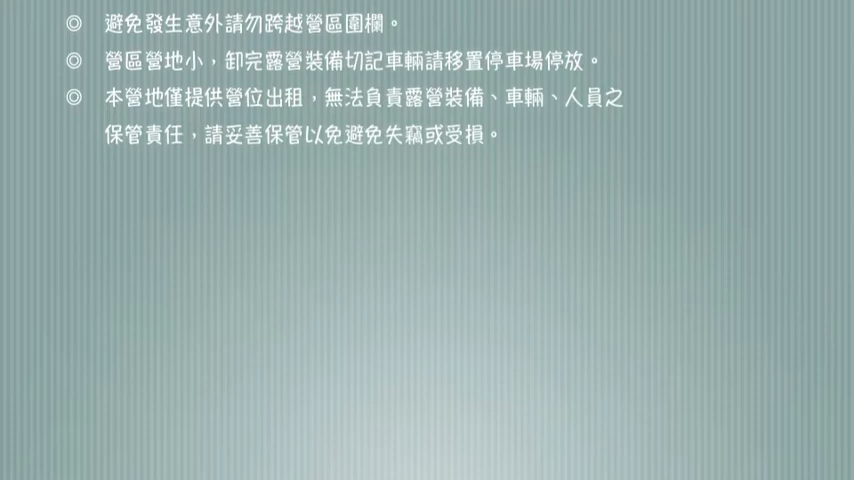 ◎ 避免發生意外請勿跨越營區圍欄。
◎ 營區營地小，卸完露營裝備切記車輛請移置停車場停放。
◎ 本營地僅提供營位出租，無法負責露營裝備、車輛、人員之
保管責任，請妥善保管以免避免失竊或受損。